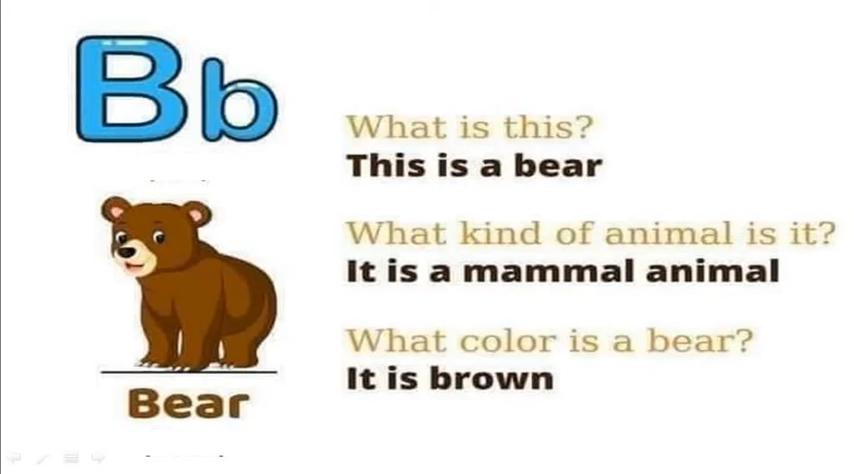 Bb
What is this?
This is a bear
What kind of animal is it?
It is a mammal animal
What color is a bear?
It is brown
Bear